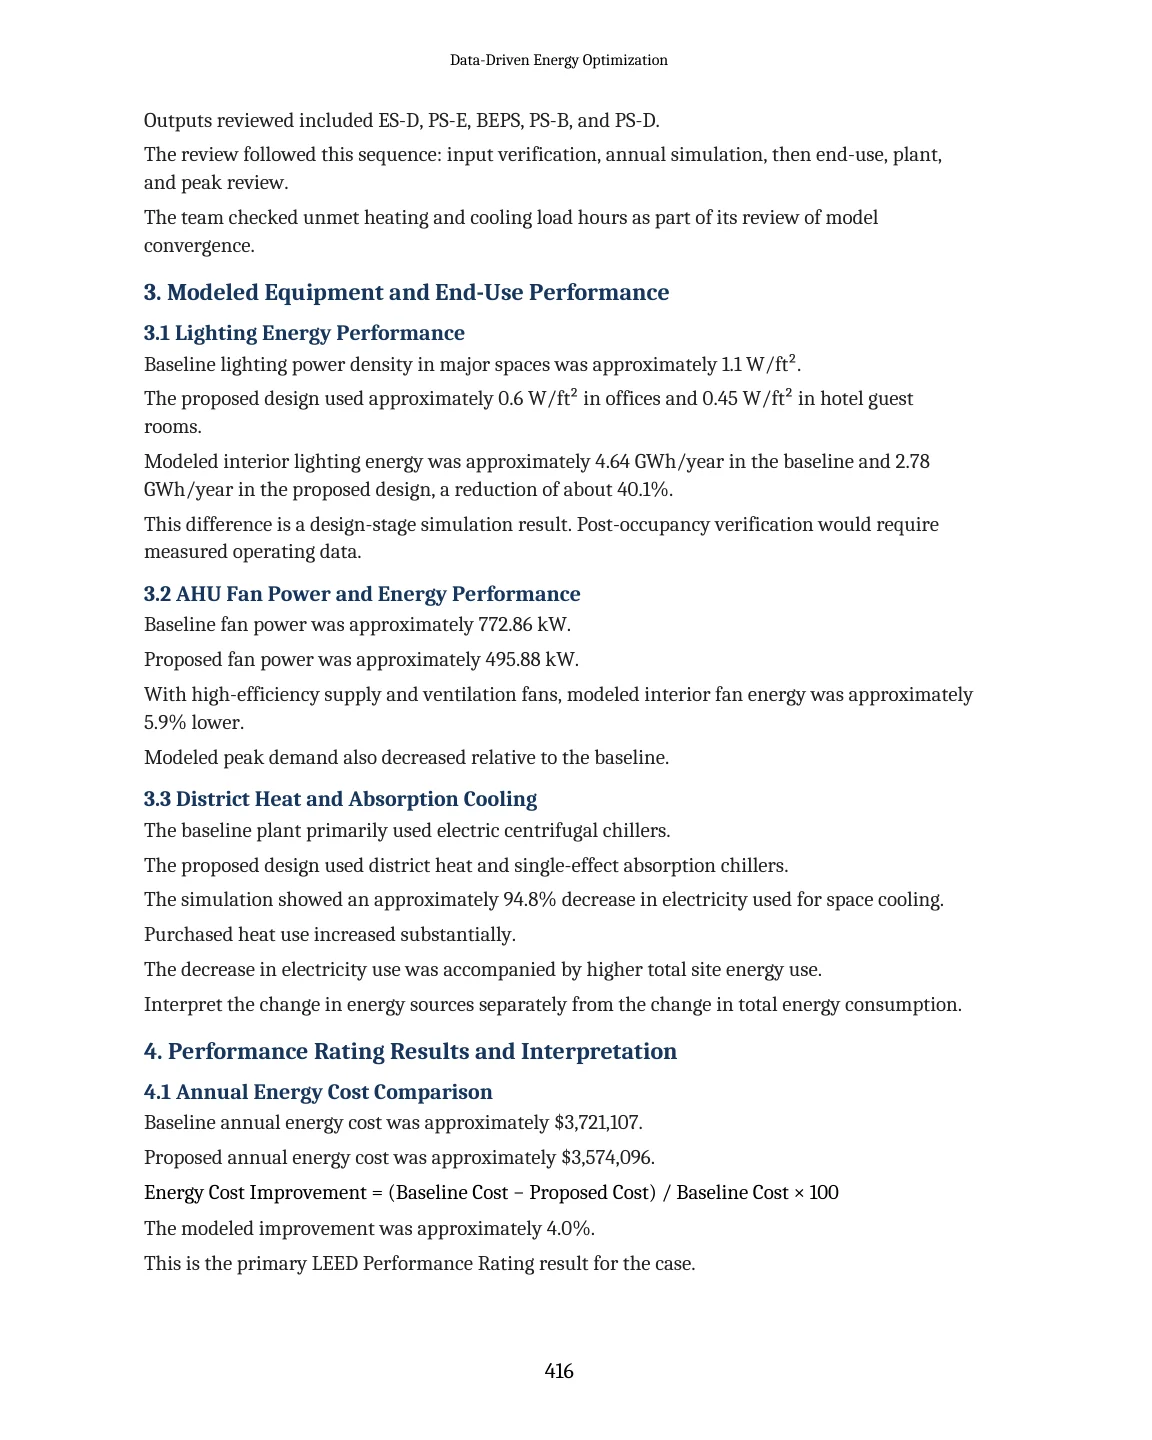 Data-Driven Energy Optimization
Outputs reviewed included ES-D, PS-E, BEPS, PS-B, and PS-D.
The review followed this sequence: input verification, annual simulation, then end-use, plant,
and peak review.
The team checked unmet heating and cooling load hours as part of its review of model
convergence.
3. Modeled Equipment and End-Use Performance
3.1 Lighting Energy Performance
Baseline lighting power density in major spaces was approximately 1.1 W/ft².
The proposed design used approximately 0.6 W/ft² in offices and 0.45 W/ft² in hotel guest
rooms.
Modeled interior lighting energy was approximately 4.64 GWh/year in the baseline and 2.78
GWh/year in the proposed design, a reduction of about 40.1%.
This difference is a design-stage simulation result. Post-occupancy verification would require
measured operating data.
3.2 AHU Fan Power and Energy Performance
Baseline fan power was approximately 772.86 kW.
Proposed fan power was approximately 495.88 kW.
With high-efficiency supply and ventilation fans, modeled interior fan energy was approximately
5.9% lower.
Modeled peak demand also decreased relative to the baseline.
3.3 District Heat and Absorption Cooling
The baseline plant primarily used electric centrifugal chillers.
The proposed design used district heat and single-effect absorption chillers.
The simulation showed an approximately 94.8% decrease in electricity used for space cooling.
Purchased heat use increased substantially.
The decrease in electricity use was accompanied by higher total site energy use.
Interpret the change in energy sources separately from the change in total energy consumption.
4. Performance Rating Results and Interpretation
4.1 Annual Energy Cost Comparison
Baseline annual energy cost was approximately $3,721,107.
Proposed annual energy cost was approximately $3,574,096.
Energy Cost Improvement = (Baseline Cost − Proposed Cost) / Baseline Cost × 100
The modeled improvement was approximately 4.0%.
This is the primary LEED Performance Rating result for the case.
416